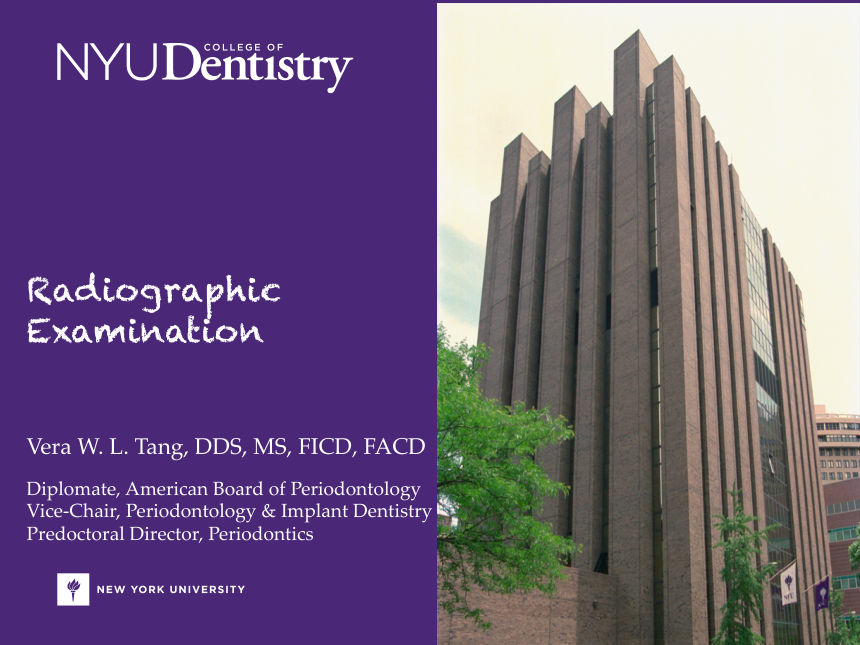 NYU COLLEGE OF Dentistry
Radiographic
Examination
Vera W. L. Tang, DDS, MS, FICD, FACD
Diplomate, American Board of Periodontology
Vice-Chair, Periodontology & Implant Dentistry
Predoctoral Director, Periodontics
NEW YORK UNIVERSITY
NYU